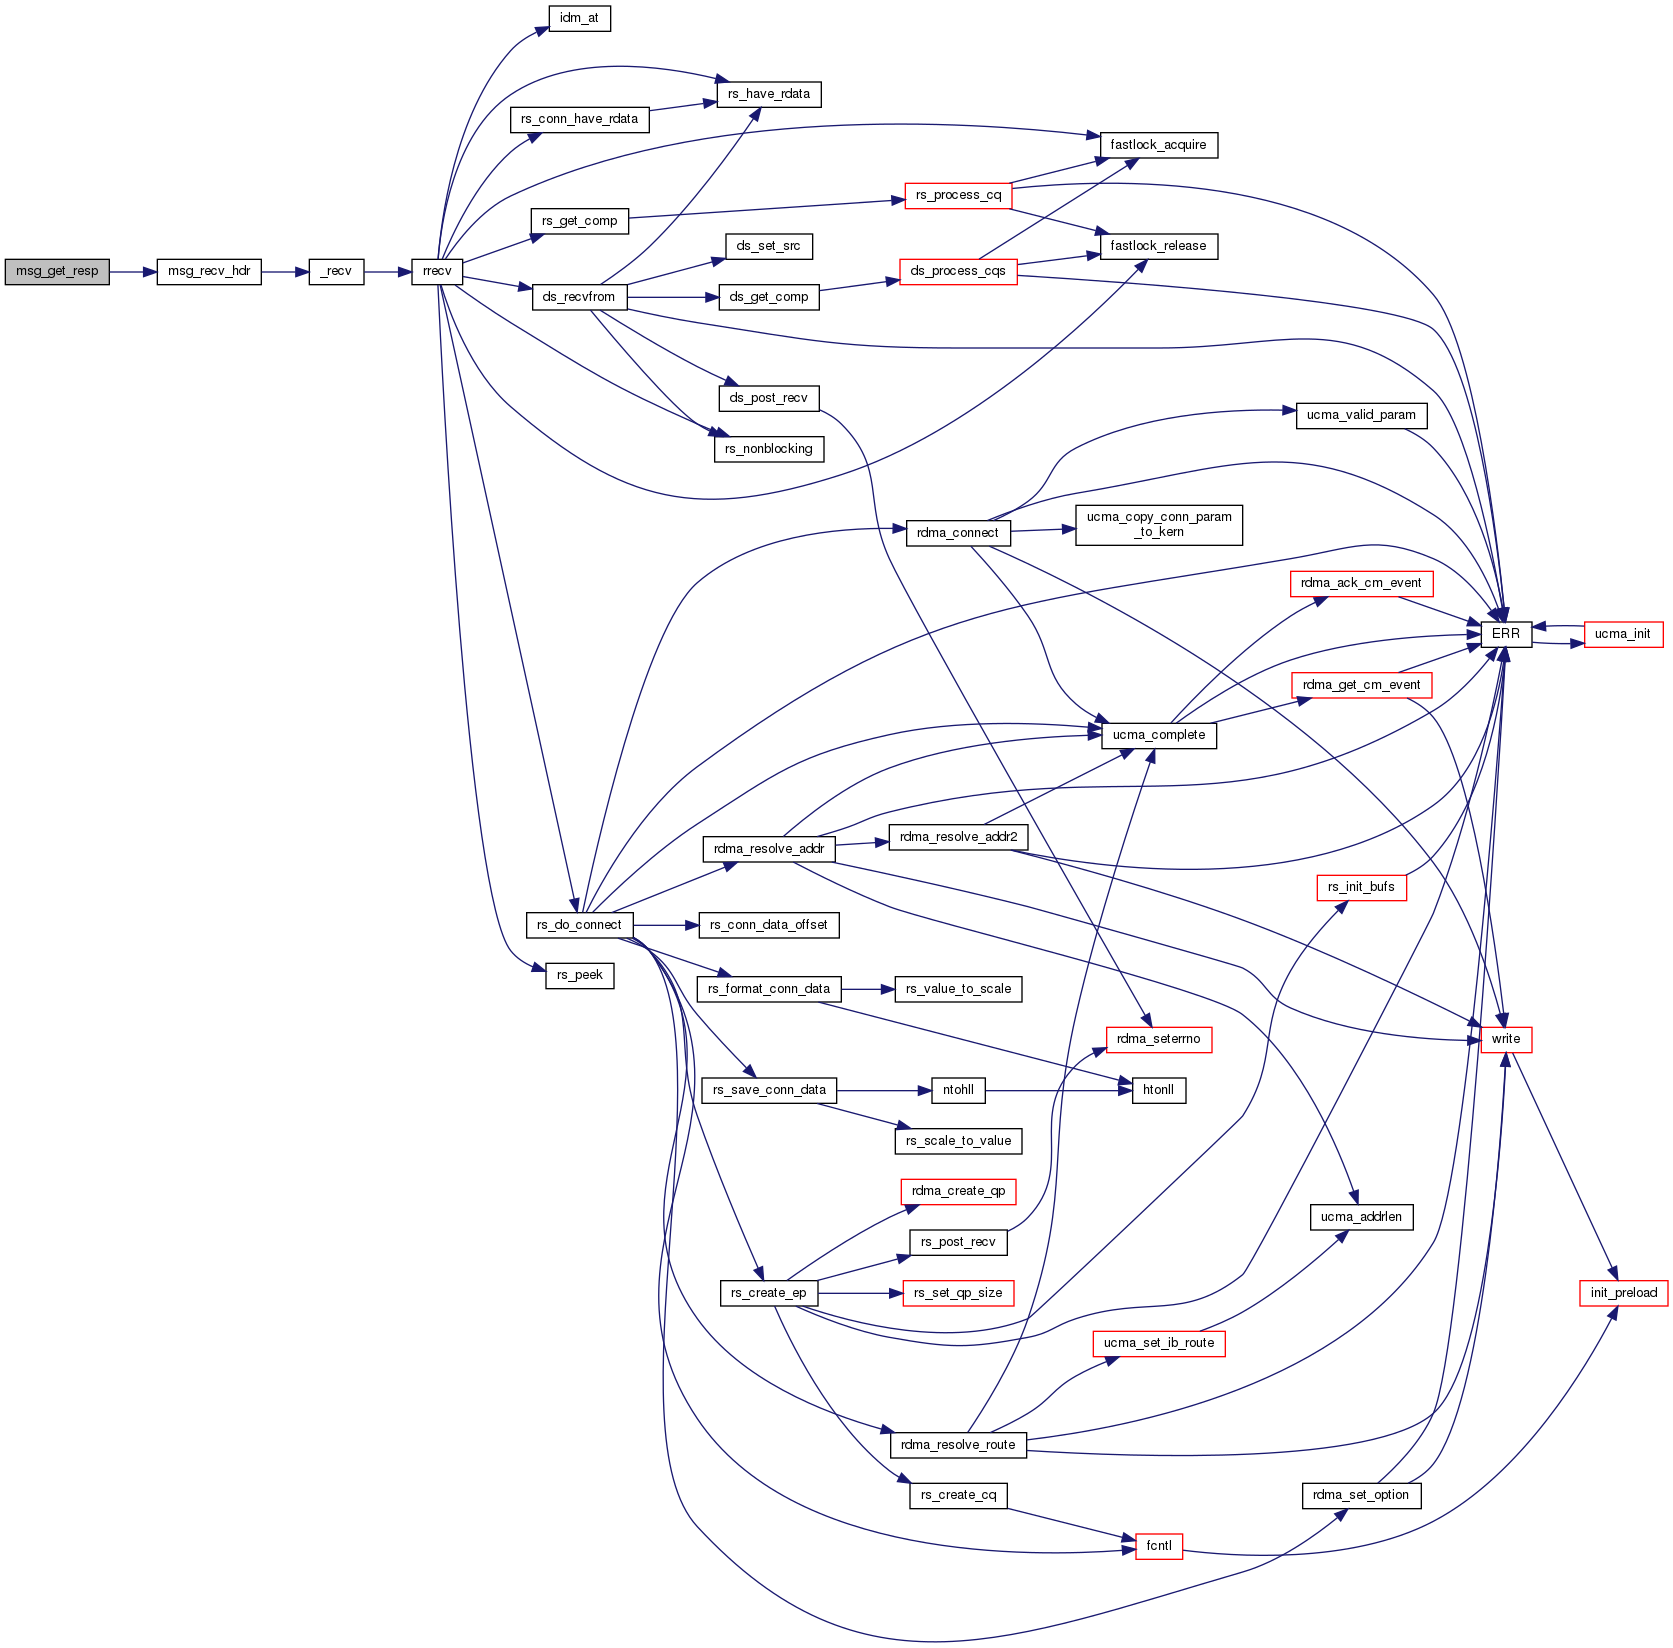 idm_at
rs_have_rdata
rs_conn_have_rdata
fastlock_acquire
rs_process_cq
rs_get_comp
ds_set_src
fastlock_release
msg_get_resp
msg_recv_hdr
_recv
rrecv
ds_process_cqs
ds_recvfrom
ds_get_comp
ds_post_recv
ucma_valid_param
rs_nonblocking
rdma_connect
ucma_copy_conn_param
_to_kern
rdma_ack_cm_event
ERR
ucma_init
rdma_get_cm_event
ucma_complete
rdma_resolve_addr2
rdma_resolve_addr
rs_init_bufs
rs_do_connect
rs_conn_data_offset
rs_peek
rs_format_conn_data
rs_value_to_scale
rdma_seterrno
write
rs_save_conn_data
ntohll
htonll
rs_scale_to_value
rdma_create_qp
ucma_addrlen
rs_post_recv
rs_create_ep
rs_set_qp_size
init_preload
ucma_set_ib_route
rdma_resolve_route
rs_create_cq
rdma_set_option
fcntl